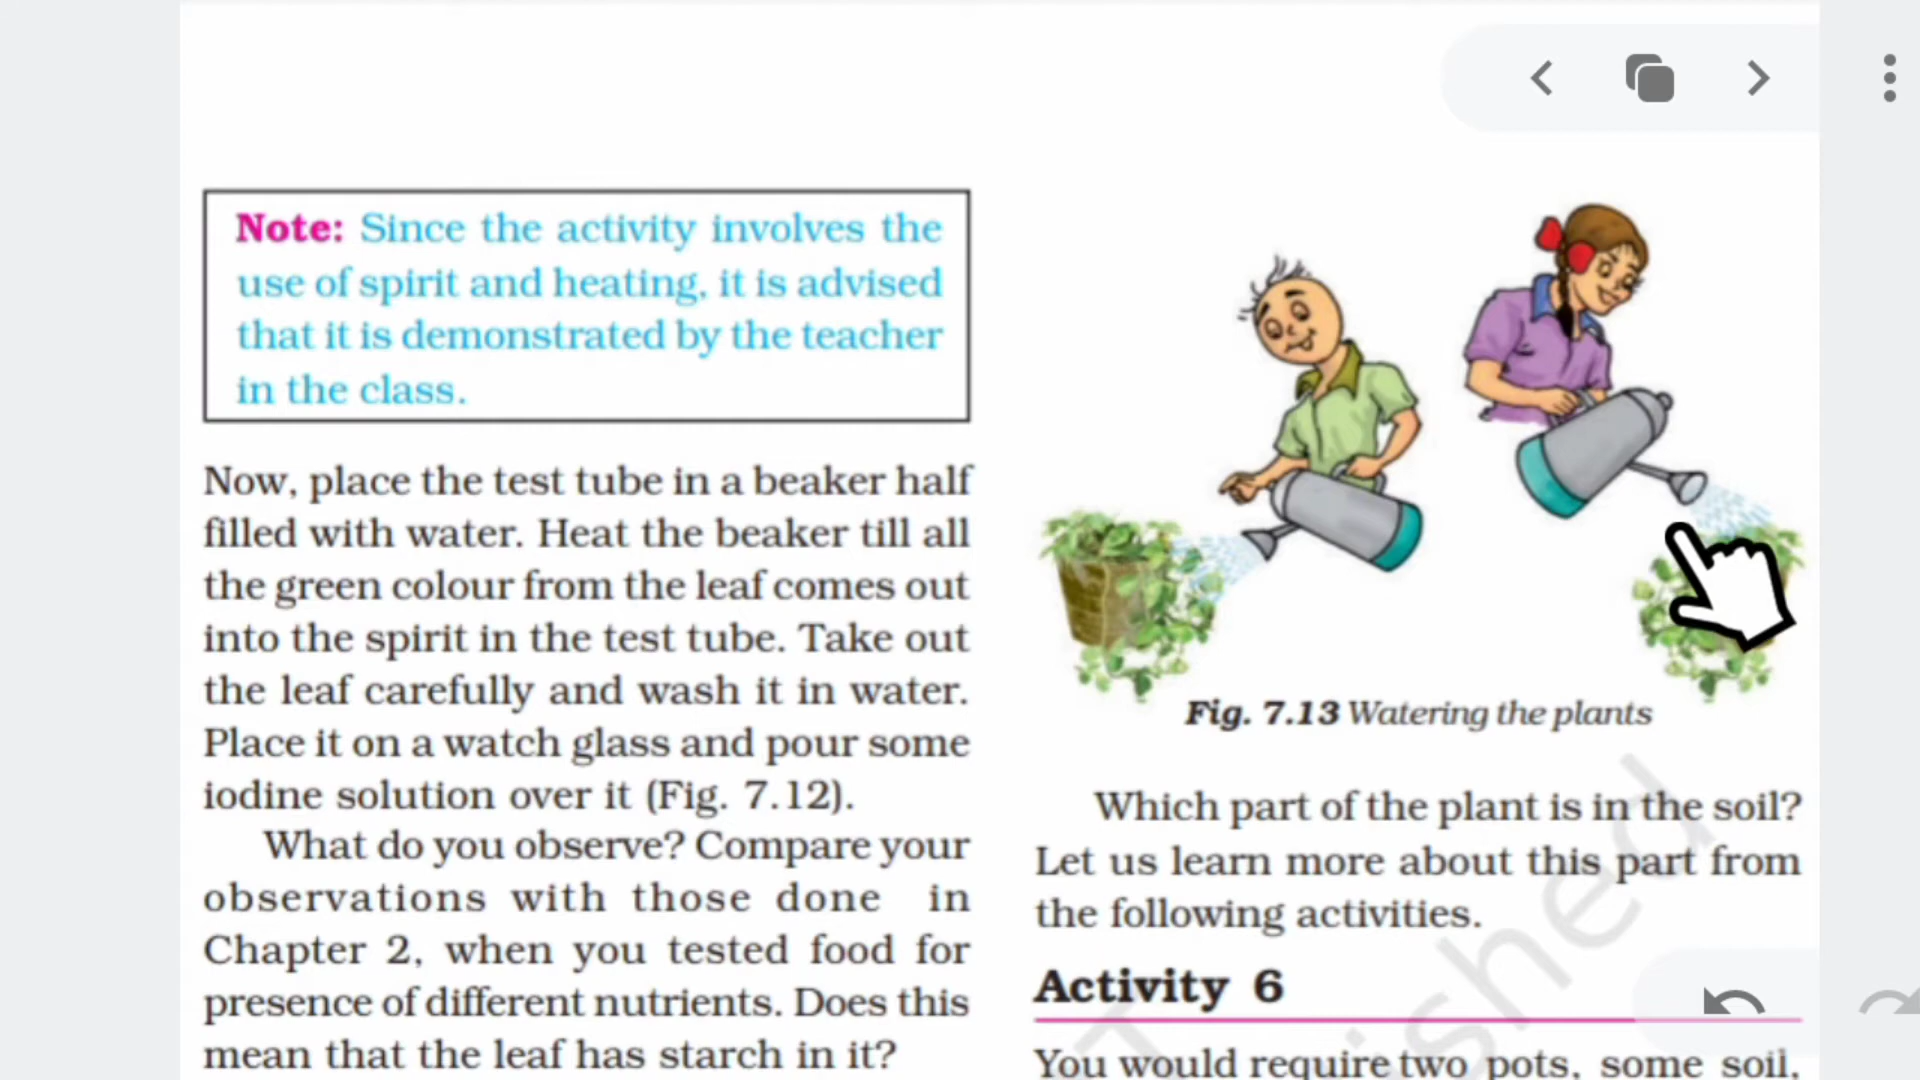 Note: Since the activity involves the
use of spirit and heating, it is advised
that it is demonstrated by the teacher
in the class.
Now, place the test tube in a beaker half
filled with water. Heat the beaker till all
the green colour from the leaf comes out
into the spirit in the test tube. Take out
the leaf carefully and wash it in water.
Place it on a watch glass and pour some
iodine solution over it (Fig. 7.12).
What do you observe? Compare your
observations with those done in
Chapter 2, when you tested food for
presence of different nutrients. Does this
mean that the leaf has starch in it?
Fig. 7.13 Watering the plants
Which part of the plant is in the soil?
Let us learn more about this part from
the following activities.
Activity 6
You would require two pots, some soil,